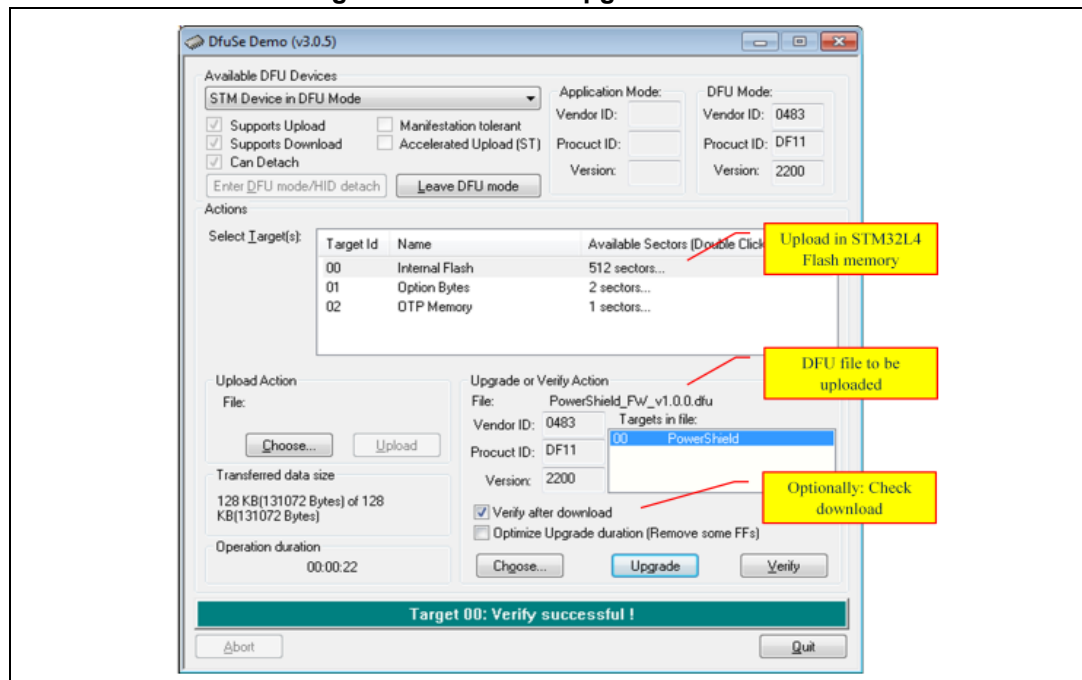 DfuSe Demo (v3.0.5)
Available DFU Devices
STM Device in DFU Mode
Supports Upload
Manifestation tolerant
Supports Download
Accelerated Upload (ST)
Can Detach
Enter DFU mode/HID detach
Leave DFU mode
Application Mode:
Vendor ID:
Procuct ID:
Version:
DFU Mode:
Vendor ID: 0483
Procuct ID: DF11
Version: 2200
Actions
Select Target(s):
Target Id Name Available Sectors (Double Click
00 Internal Flash 512 sectors...
01 Option Bytes 2 sectors...
02 OTP Memory 1 sectors...
Upload in STM32L4
Flash memory
DFU file to be
uploaded
Upload Action
File:
Choose...
Upload
Transferred data size
128 KB(131072 Bytes) of 128
KB(131072 Bytes)
Operation duration
00:00:22
Upgrade or Verify Action
File: PowerShield_FW_v1.0.0.dfu
Vendor ID: 0483
Procuct ID: DF11
Version: 2200
Targets in file:
00 PowerShield
Optionally: Check
download
Verify after download
Optimize Upgrade duration (Remove some FFs)
Choose...
Upgrade
Verify
Target 00: Verify successful !
Abort
Quit